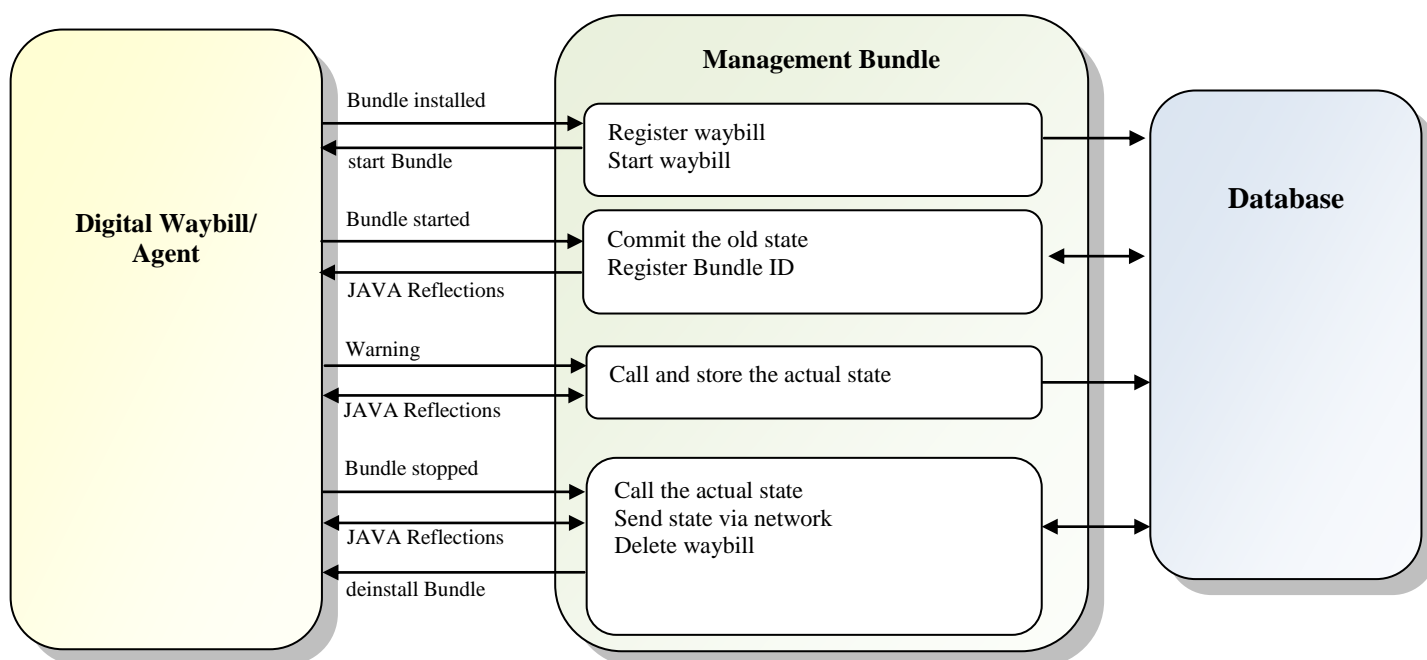 Management Bundle
Bundle installed
start Bundle
Register waybill
Start waybill
Database
Digital Waybill/
Agent
Bundle started
JAVA Reflections
Commit the old state
Register Bundle ID
Warning
JAVA Reflections
Call and store the actual state
Bundle stopped
JAVA Reflections
deinstall Bundle
Call the actual state
Send state via network
Delete waybill